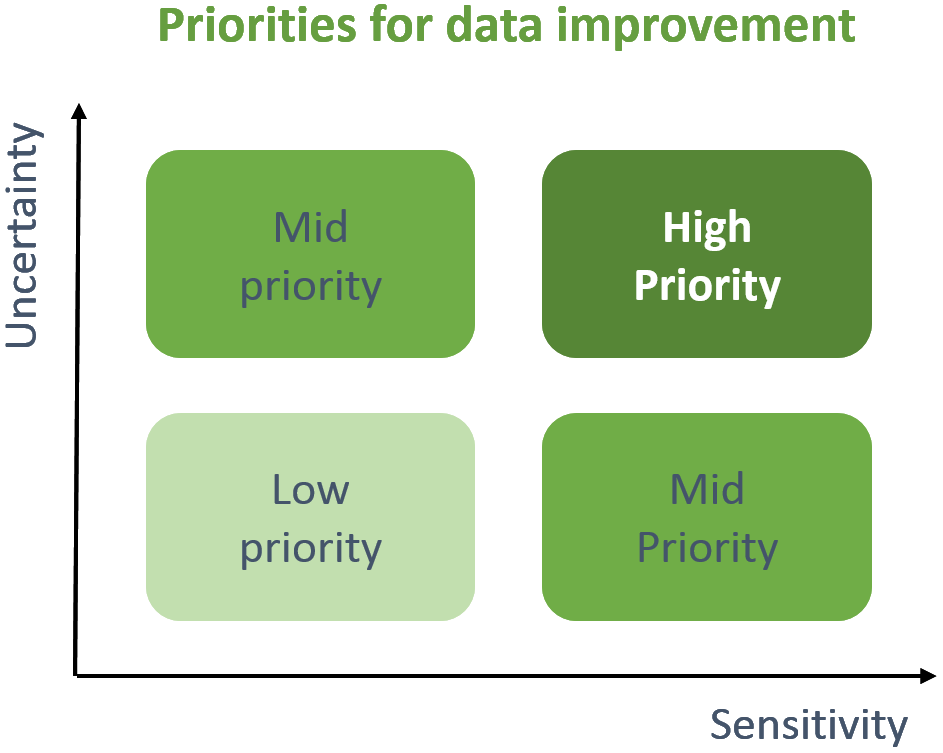 Priorities for data improvement
Uncertainty
Mid
priority
High
Priority
Low
priority
Mid
Priority
Sensitivity